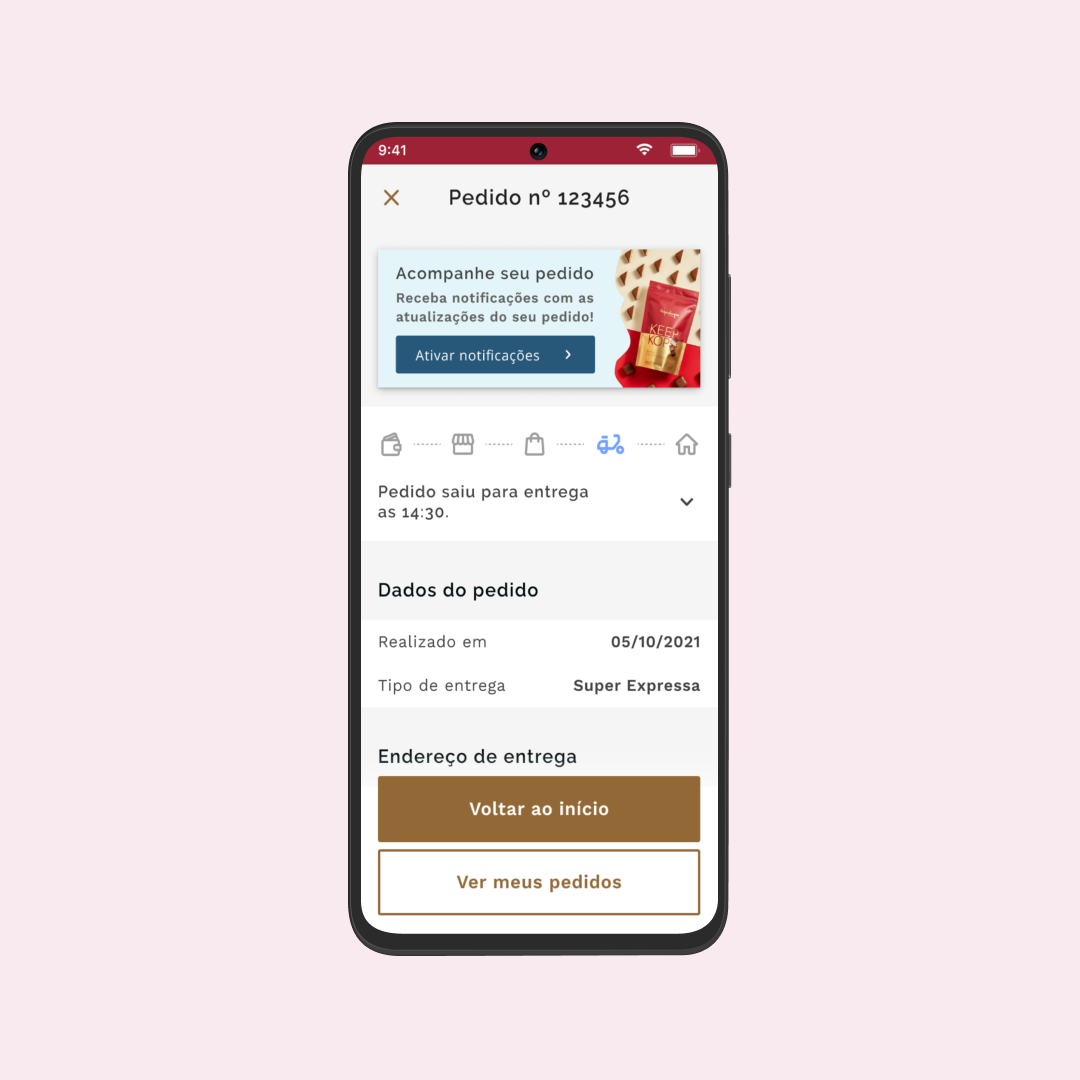 9:41
Pedido nº 123456
Acompanhe seu pedido
Receba notificações com as
atualizações do seu pedido!
Ativar notificações
KEEP
KOP
Pedido saiu para entrega
as 14:30.
Dados do pedido
Realizado em 05/10/2021
Tipo de entrega Super Expressa
Endereço de entrega
Voltar ao início
Ver meus pedidos